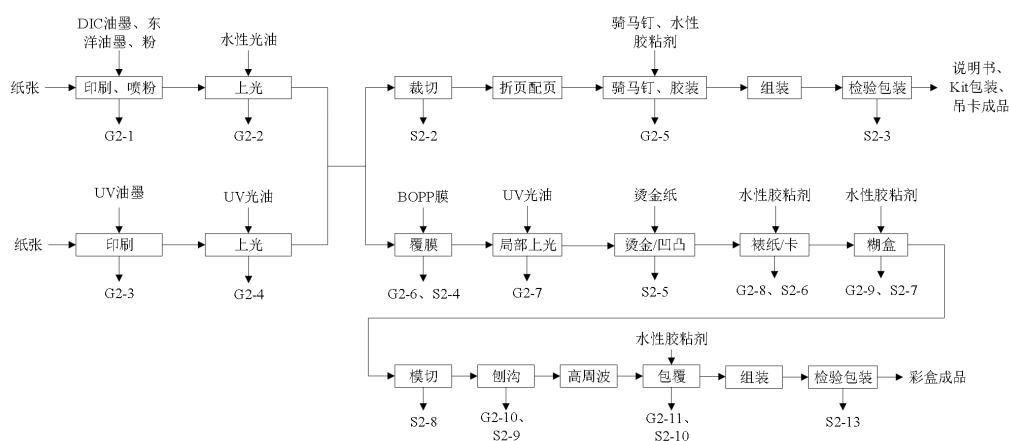 DIC油墨、东
洋油墨、粉
水性光油
骑马钉、水性
胶粘剂
纸张
印刷、喷粉
上光
裁切
折页配页
骑马钉、胶装
组装
检验包装
说明书、
Kit包装、
吊卡成品
G2-1
G2-2
S2-2
G2-5
S2-3
UV油墨
UV光油
BOPP膜
UV光油
烫金纸
水性胶粘剂
水性胶粘剂
纸张
印刷
上光
覆膜
局部上光
烫金/凹凸
裱纸/卡
糊盒
G2-3
G2-4
G2-6、S2-4
G2-7
S2-5
G2-8、S2-6
G2-9、S2-7
水性胶粘剂
模切
刨沟
高周波
包覆
组装
检验包装
彩盒成品
S2-8
G2-10、
S2-9
G2-11、
S2-10
S2-13